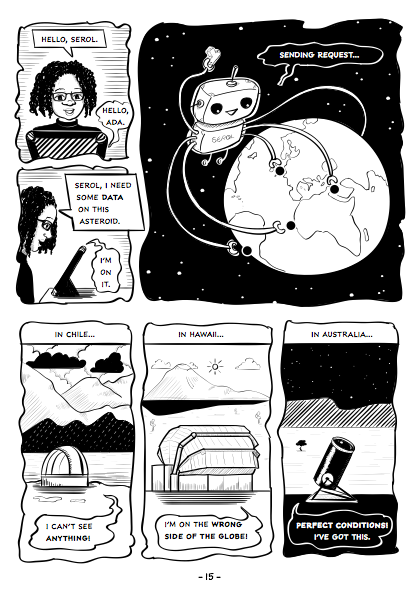 HELLO, SEROL.
HELLO,
ADA.
SEROL, I NEED
SOME DATA
ON THIS
ASTEROID.
I'M
ON
IT.
SENDING REQUEST...
SEROL
IN CHILE...
I CAN'T SEE
ANYTHING!
IN HAWAII...
I'M ON THE WRONG
SIDE OF THE GLOBE!
IN AUSTRALIA...
PERFECT CONDITIONS!
I'VE GOT THIS.
- 15 -